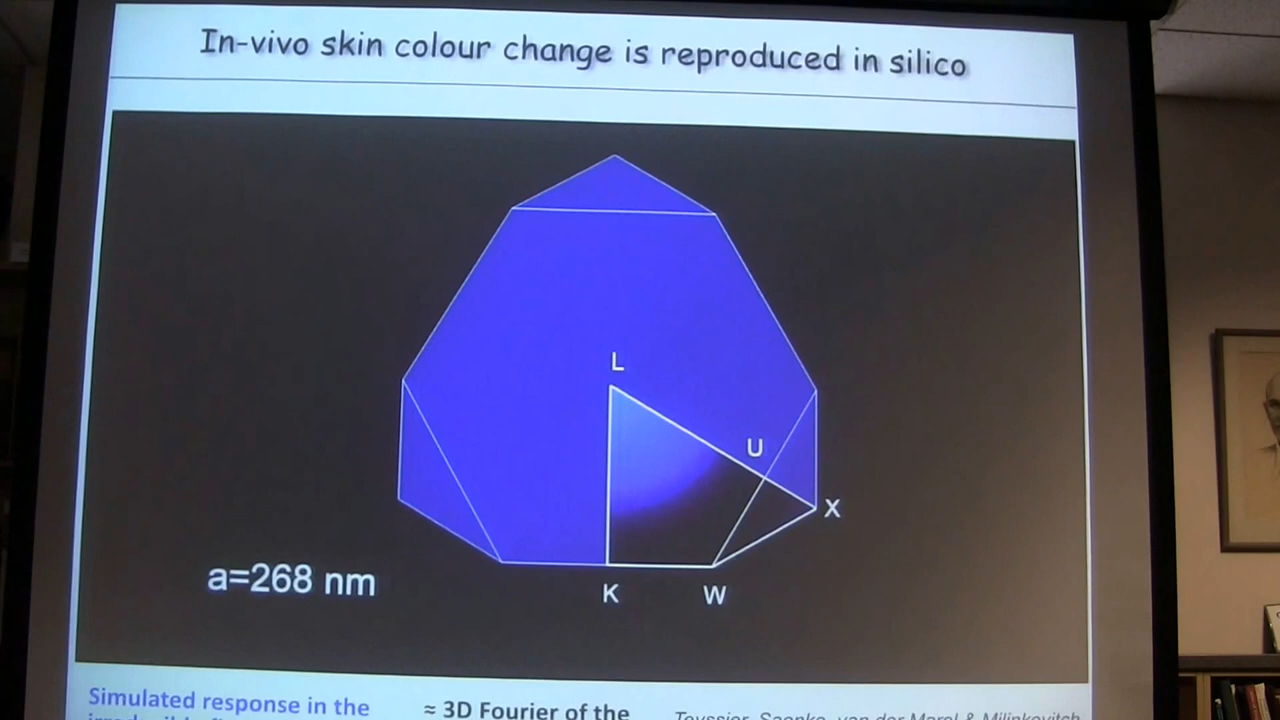 In-vivo skin colour change is reproduced in silico
L
U
X
K
W
a=268 nm
Simulated response in the
≈ 3D Fourier of the
Teyssier, Saenko, van der Marel & Milinkovitch